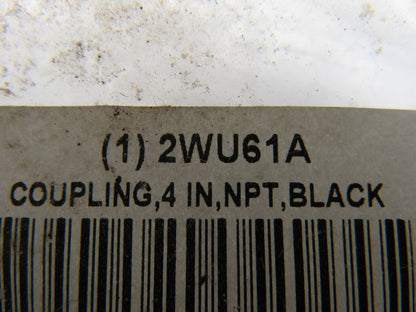 (1) 2WU61A
COUPLING,4 IN,NPT,BLACK